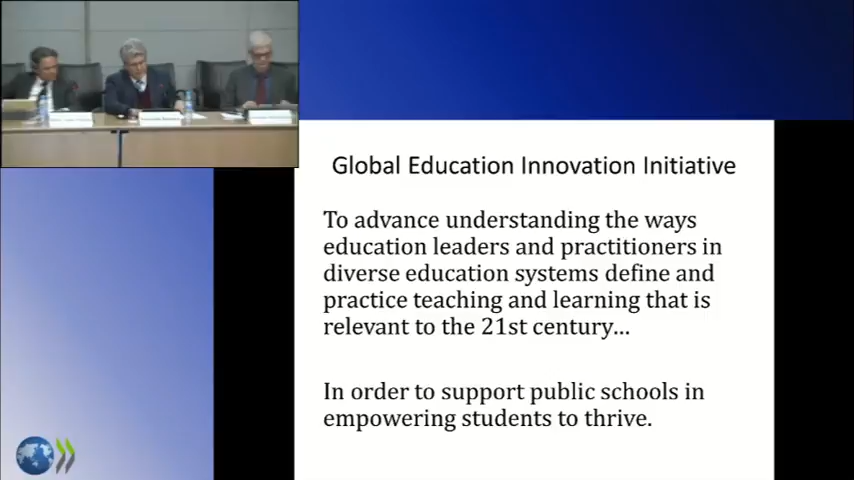 Global Education Innovation Initiative
To advance understanding the ways
education leaders and practitioners in
diverse education systems define and
practice teaching and learning that is
relevant to the 21st century...
In order to support public schools in
empowering students to thrive.